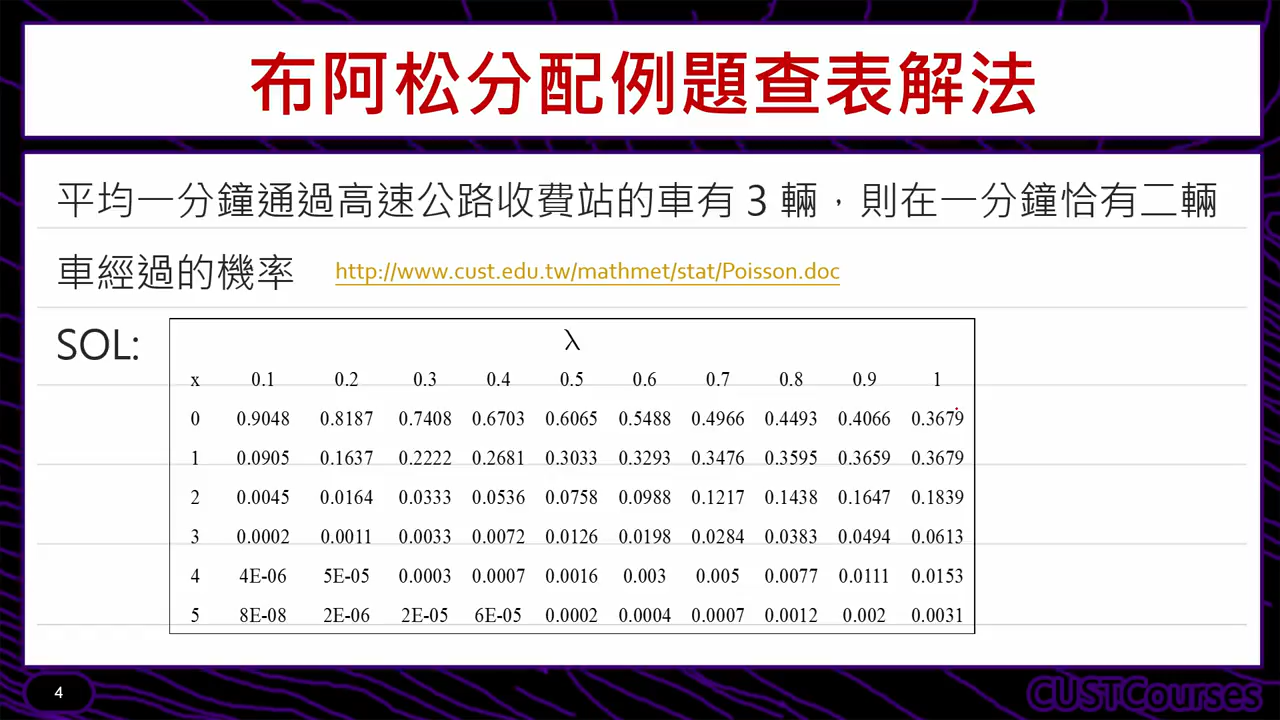 布阿松分配例題查表解法
平均一分鐘通過高速公路收費站的車有 3 輛，則在一分鐘恰有二輛
車經過的機率 http://www.cust.edu.tw/mathmet/stat/Poisson.doc
SOL:
λ
x 0.1 0.2 0.3 0.4 0.5 0.6 0.7 0.8 0.9 1
0 0.9048 0.8187 0.7408 0.6703 0.6065 0.5488 0.4966 0.4493 0.4066 0.3679
1 0.0905 0.1637 0.2222 0.2681 0.3033 0.3293 0.3476 0.3595 0.3659 0.3679
2 0.0045 0.0164 0.0333 0.0536 0.0758 0.0988 0.1217 0.1438 0.1647 0.1839
3 0.0002 0.0011 0.0033 0.0072 0.0126 0.0198 0.0284 0.0383 0.0494 0.0613
4 4E-06 5E-05 0.0003 0.0007 0.0016 0.003 0.005 0.0077 0.0111 0.0153
5 8E-08 2E-06 2E-05 6E-05 0.0002 0.0004 0.0007 0.0012 0.002 0.0031
4
CUSTCourses